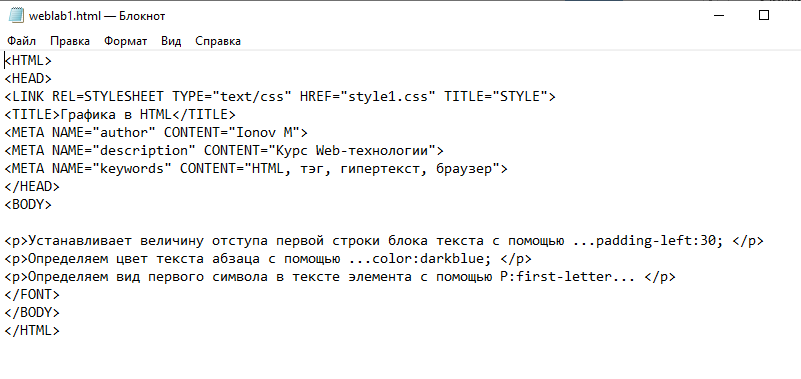 weblab1.html — Блокнот
Файл Правка Формат Вид Справка
<HTML>
<HEAD>
<LINK REL=STYLESHEET TYPE="text/css" HREF="style1.css" TITLE="STYLE">
<TITLE>Графика в HTML</TITLE>
<META NAME="author" CONTENT="Ionov M">
<META NAME="description" CONTENT="Курс Web-технологии">
<META NAME="keywords" CONTENT="HTML, тэг, гипертекст, браузер">
</HEAD>
<BODY>
<p>Устанавливает величину отступа первой строки блока текста с помощью ...padding-left:30; </p>
<p>Определяем цвет текста абзаца с помощью ...color:darkblue; </p>
<p>Определяем вид первого символа в тексте элемента с помощью P:first-letter... </p>
</FONT>
</BODY>
</HTML>